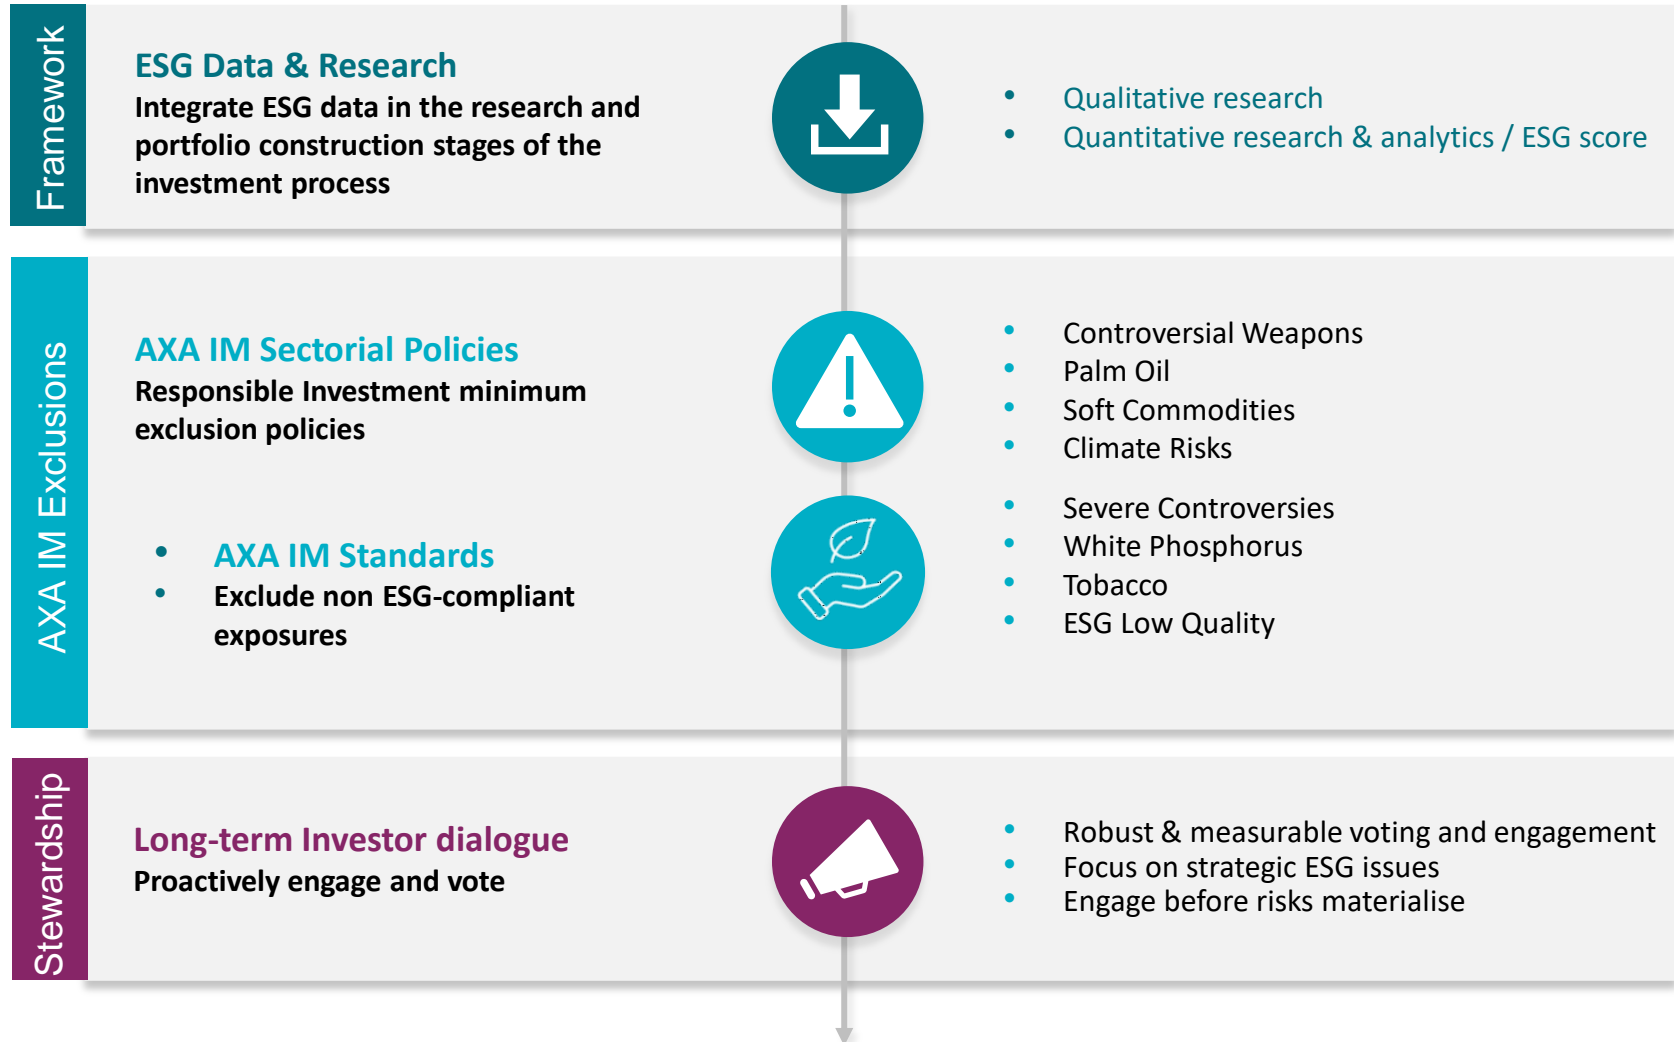 Framework
ESG Data & Research
Integrate ESG data in the research and
portfolio construction stages of the
investment process
• Qualitative research
• Quantitative research & analytics / ESG score
AXA IM Exclusions
AXA IM Sectorial Policies
Responsible Investment minimum
exclusion policies
• Controversial Weapons
• Palm Oil
• Soft Commodities
• Climate Risks
• AXA IM Standards
• Exclude non ESG-compliant
exposures
• Severe Controversies
• White Phosphorus
• Tobacco
• ESG Low Quality
Stewardship
Long-term Investor dialogue
Proactively engage and vote
• Robust & measurable voting and engagement
• Focus on strategic ESG issues
• Engage before risks materialise